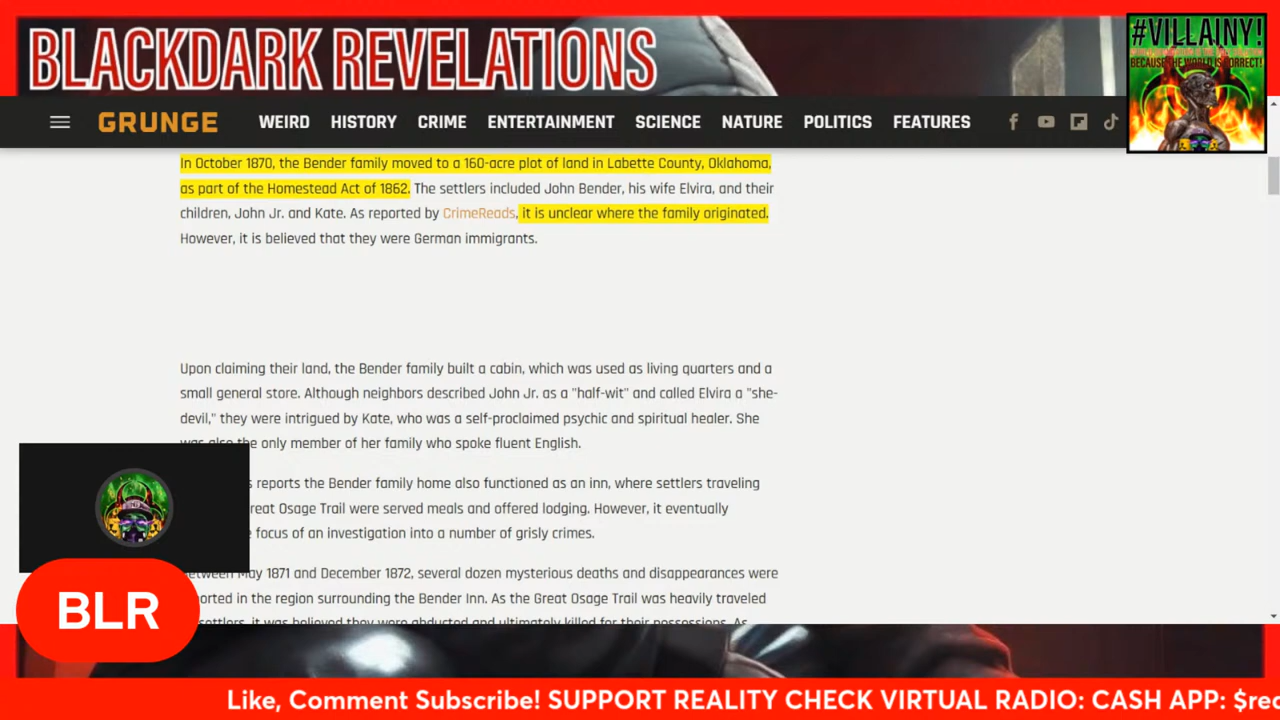 BLACKDARK REVELATIONS
#VILLAINY!
BECAUSE THE WORLD IS CORRECT!
GRUNGE WEIRD HISTORY CRIME ENTERTAINMENT SCIENCE NATURE POLITICS FEATURES
In October 1870, the Bender family moved to a 160-acre plot of land in Labette County, Oklahoma,
as part of the Homestead Act of 1862. The settlers included John Bender, his wife Elvira, and their
children, John Jr. and Kate. As reported by CrimeReads, it is unclear where the family originated.
However, it is believed that they were German immigrants.
Upon claiming their land, the Bender family built a cabin, which was used as living quarters and a
small general store. Although neighbors described John Jr. as a "half-wit" and called Elvira a "she-
devil," they were intrigued by Kate, who was a self-proclaimed psychic and spiritual healer. She
was also the only member of her family who spoke fluent English.
reports the Bender family home also functioned as an inn, where settlers traveling
reat Osage Trail were served meals and offered lodging. However, it eventually
focus of an investigation into a number of grisly crimes.
Between May 1871 and December 1872, several dozen mysterious deaths and disappearances were
orted in the region surrounding the Bender Inn. As the Great Osage Trail was heavily traveled
settlers, it was believed they were abducted and ultimately killed for their possessions. As
BLR
Like, Comment Subscribe! SUPPORT REALITY CHECK VIRTUAL RADIO: CASH APP: $rec